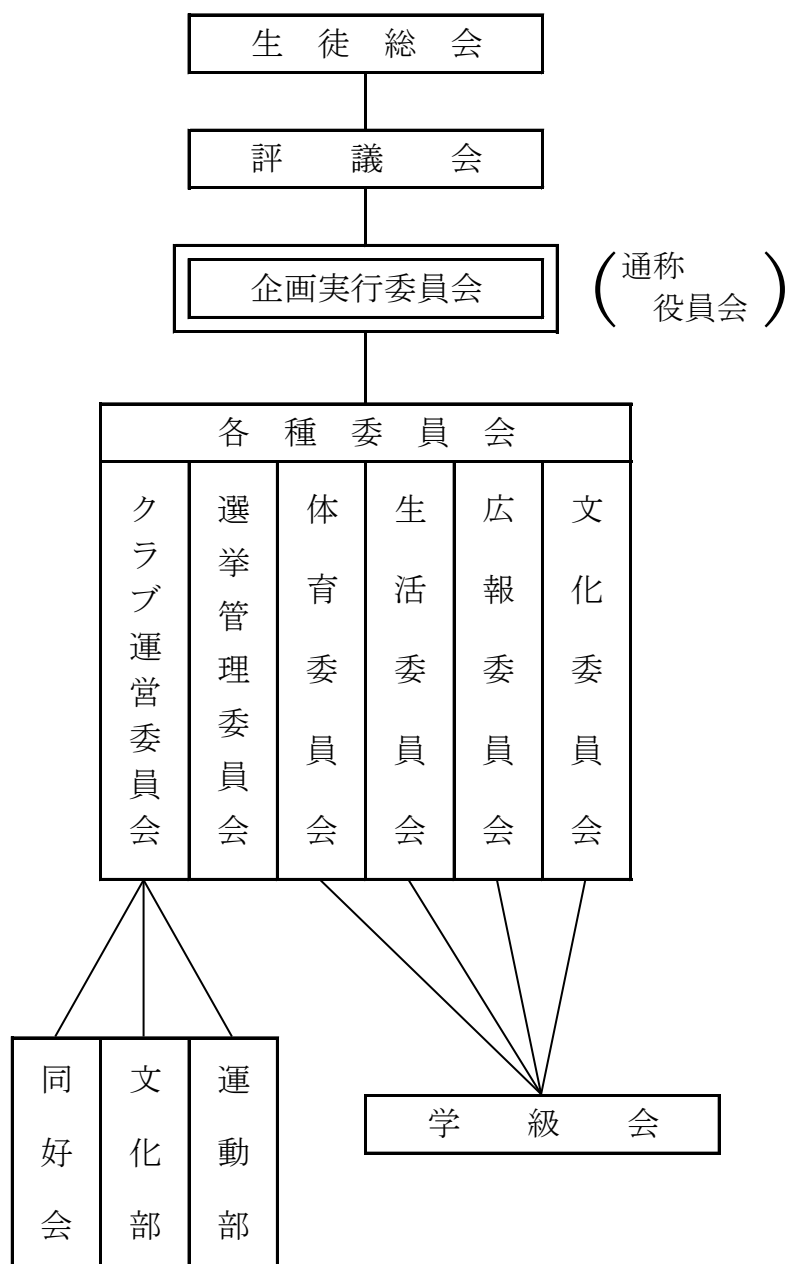 生徒総会
評議会
企画実行委員会
（通称
役員会）
各種委員会
クラブ運営委員会
選挙管理委員会
体育委員会
生活委員会
広報委員会
文化委員会
同好会
文化部
運動部
学級会